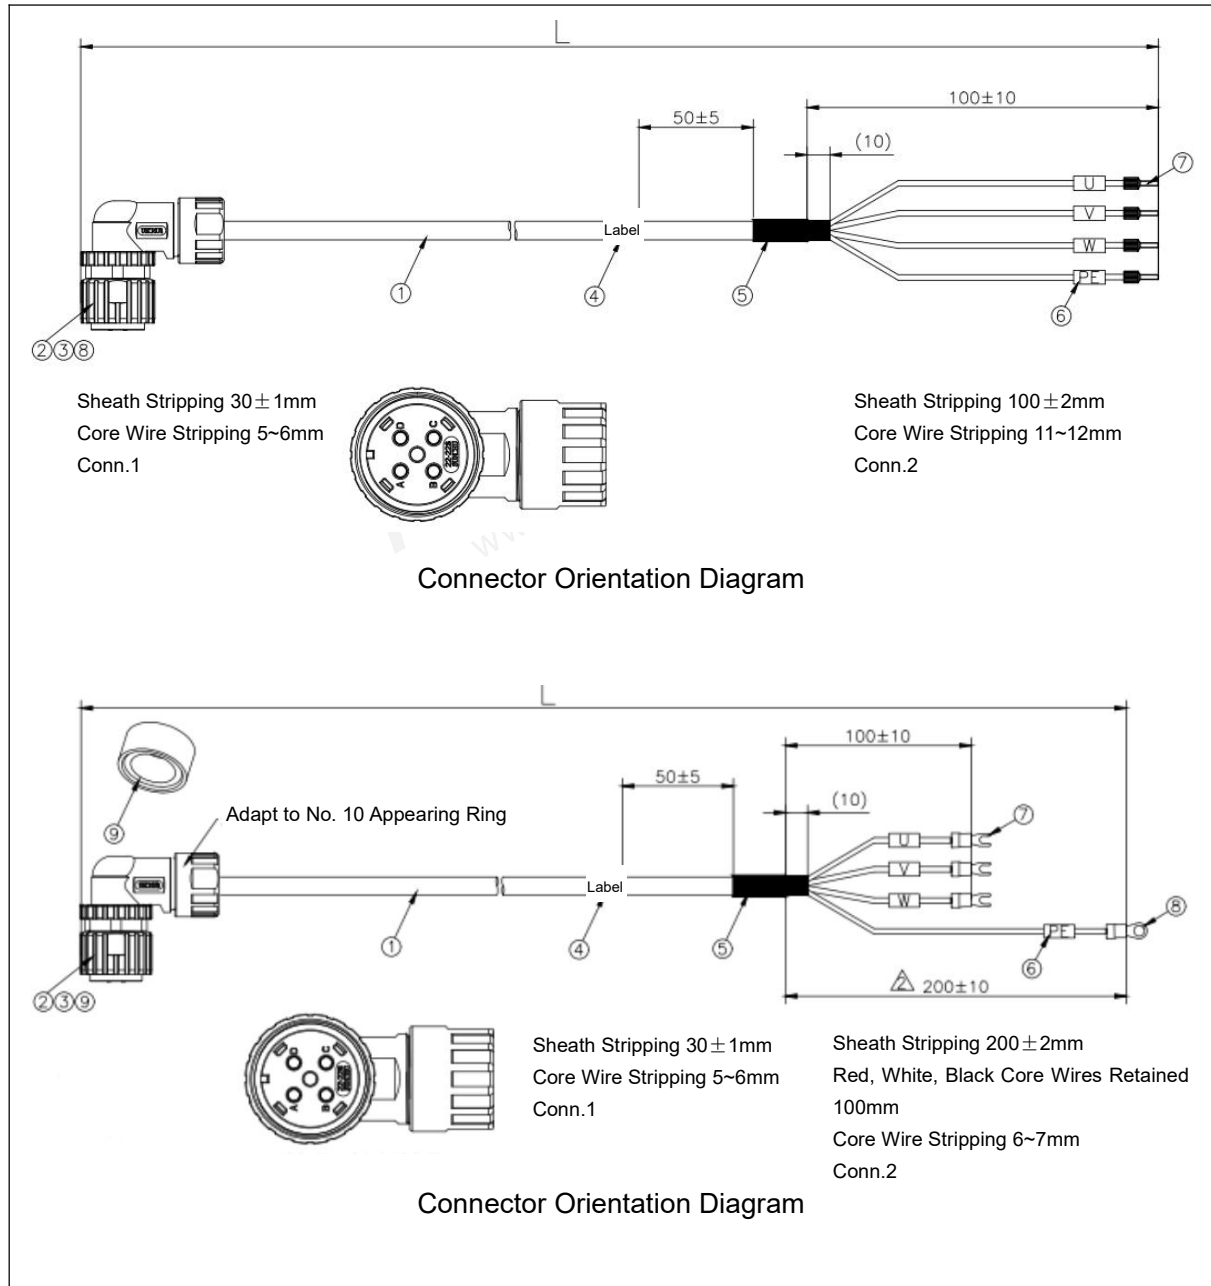 L
100±10
50±5
(10)
U
V
W
PE
Label
7
1
4
5
6
2 3 8
Sheath Stripping 30±1mm
Core Wire Stripping 5~6mm
Conn.1
D C
A B
22-22S
Sheath Stripping 100±2mm
Core Wire Stripping 11~12mm
Conn.2
Connector Orientation Diagram
L
100±10
50±5
(10)
9
Adapt to No. 10 Appearing Ring
U
V
W
PE
Label
7
8
1
4
5
6
2 3 9
2 200±10
D C
A B
Sheath Stripping 30±1mm
Core Wire Stripping 5~6mm
Conn.1
Sheath Stripping 200±2mm
Red, White, Black Core Wires Retained
100mm
Core Wire Stripping 6~7mm
Conn.2
Connector Orientation Diagram